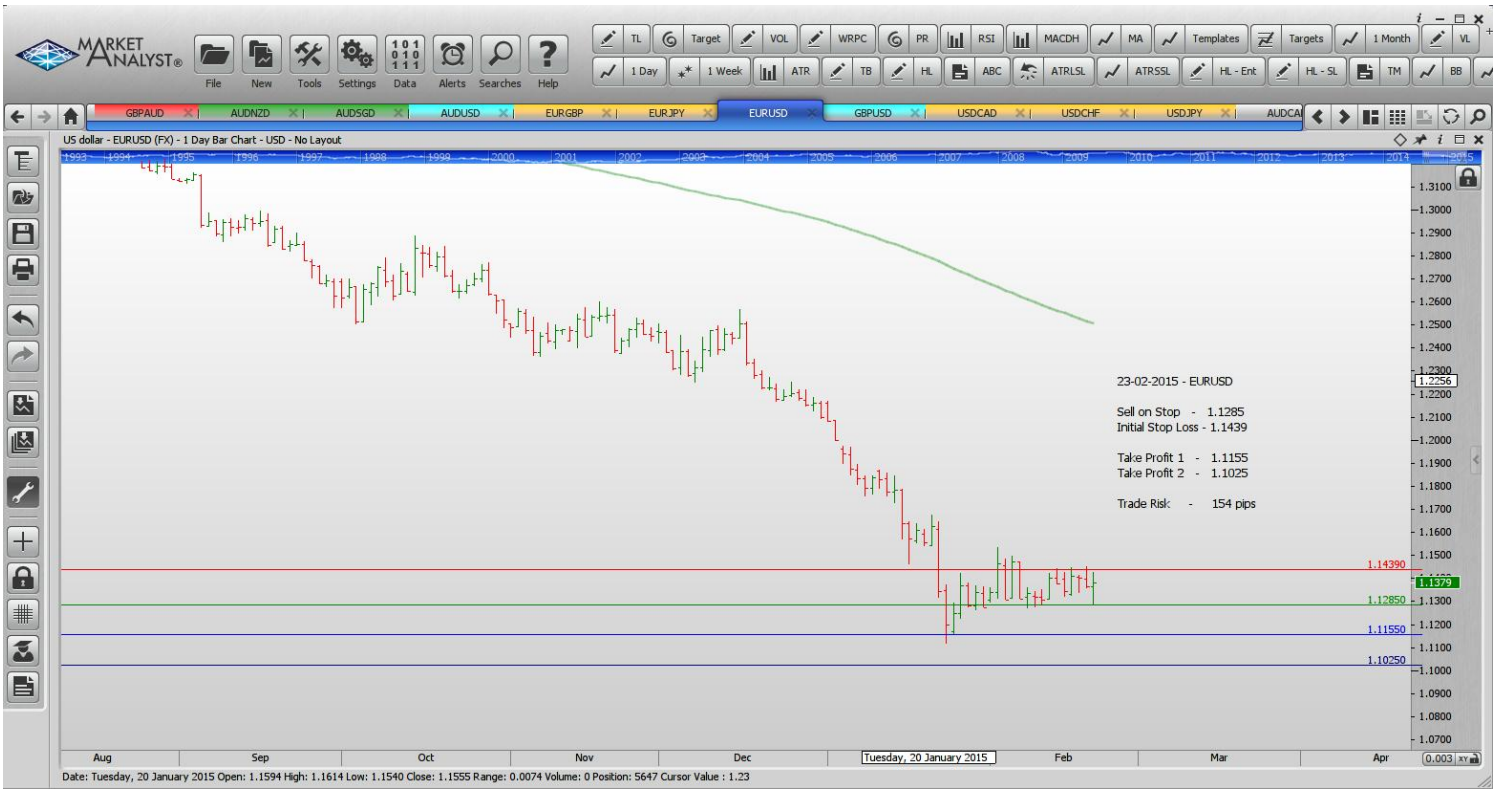 i
MARKET
ANALYST®
File New Tools Settings Data Alerts Searches Help
101
010
111
TL Target VOL WRPC PR RSI MACDH MA Templates Targets 1 Month VL
1 Day 1 Week ATR TB HL ABC ATRLSL ATRSSL HL - Ent HL - SL TM BB
GBPAUD AUDNZD AUDSGD AUDUSD EURGBP EURJPY EURUSD GBPUSD USDCAD USDCHF USDJPY AUDCA
US dollar - EURUSD (FX) - 1 Day Bar Chart - USD - No Layout
1993 1994 1995 1996 1997 1998 1999 2000 2001 2002 2003 2004 2005 2006 2007 2008 2009 2010 2011 2012 2013 2014 2015
1.3100
1.3000
1.2900
1.2800
1.2700
1.2600
1.2500
1.2400
1.2300
23-02-2015 - EURUSD
1.2256
1.2200
Sell on Stop - 1.1285
1.2100
Initial Stop Loss - 1.1439
1.2000
Take Profit 1 - 1.1155
1.1900
Take Profit 2 - 1.1025
1.1800
Trade Risk - 154 pips
1.1700
1.1600
1.1500
1.14390
1.1379
1.12850
1.1300
1.1200
1.11550
1.1100
1.10250
1.1000
1.0900
1.0800
1.0700
Aug Sep Oct Nov Dec Tuesday, 20 January 2015 Feb Mar Apr 0.003 XY
Date: Tuesday, 20 January 2015 Open: 1.1594 High: 1.1614 Low: 1.1540 Close: 1.1555 Range: 0.0074 Volume: 0 Position: 5647 Cursor Value : 1.23